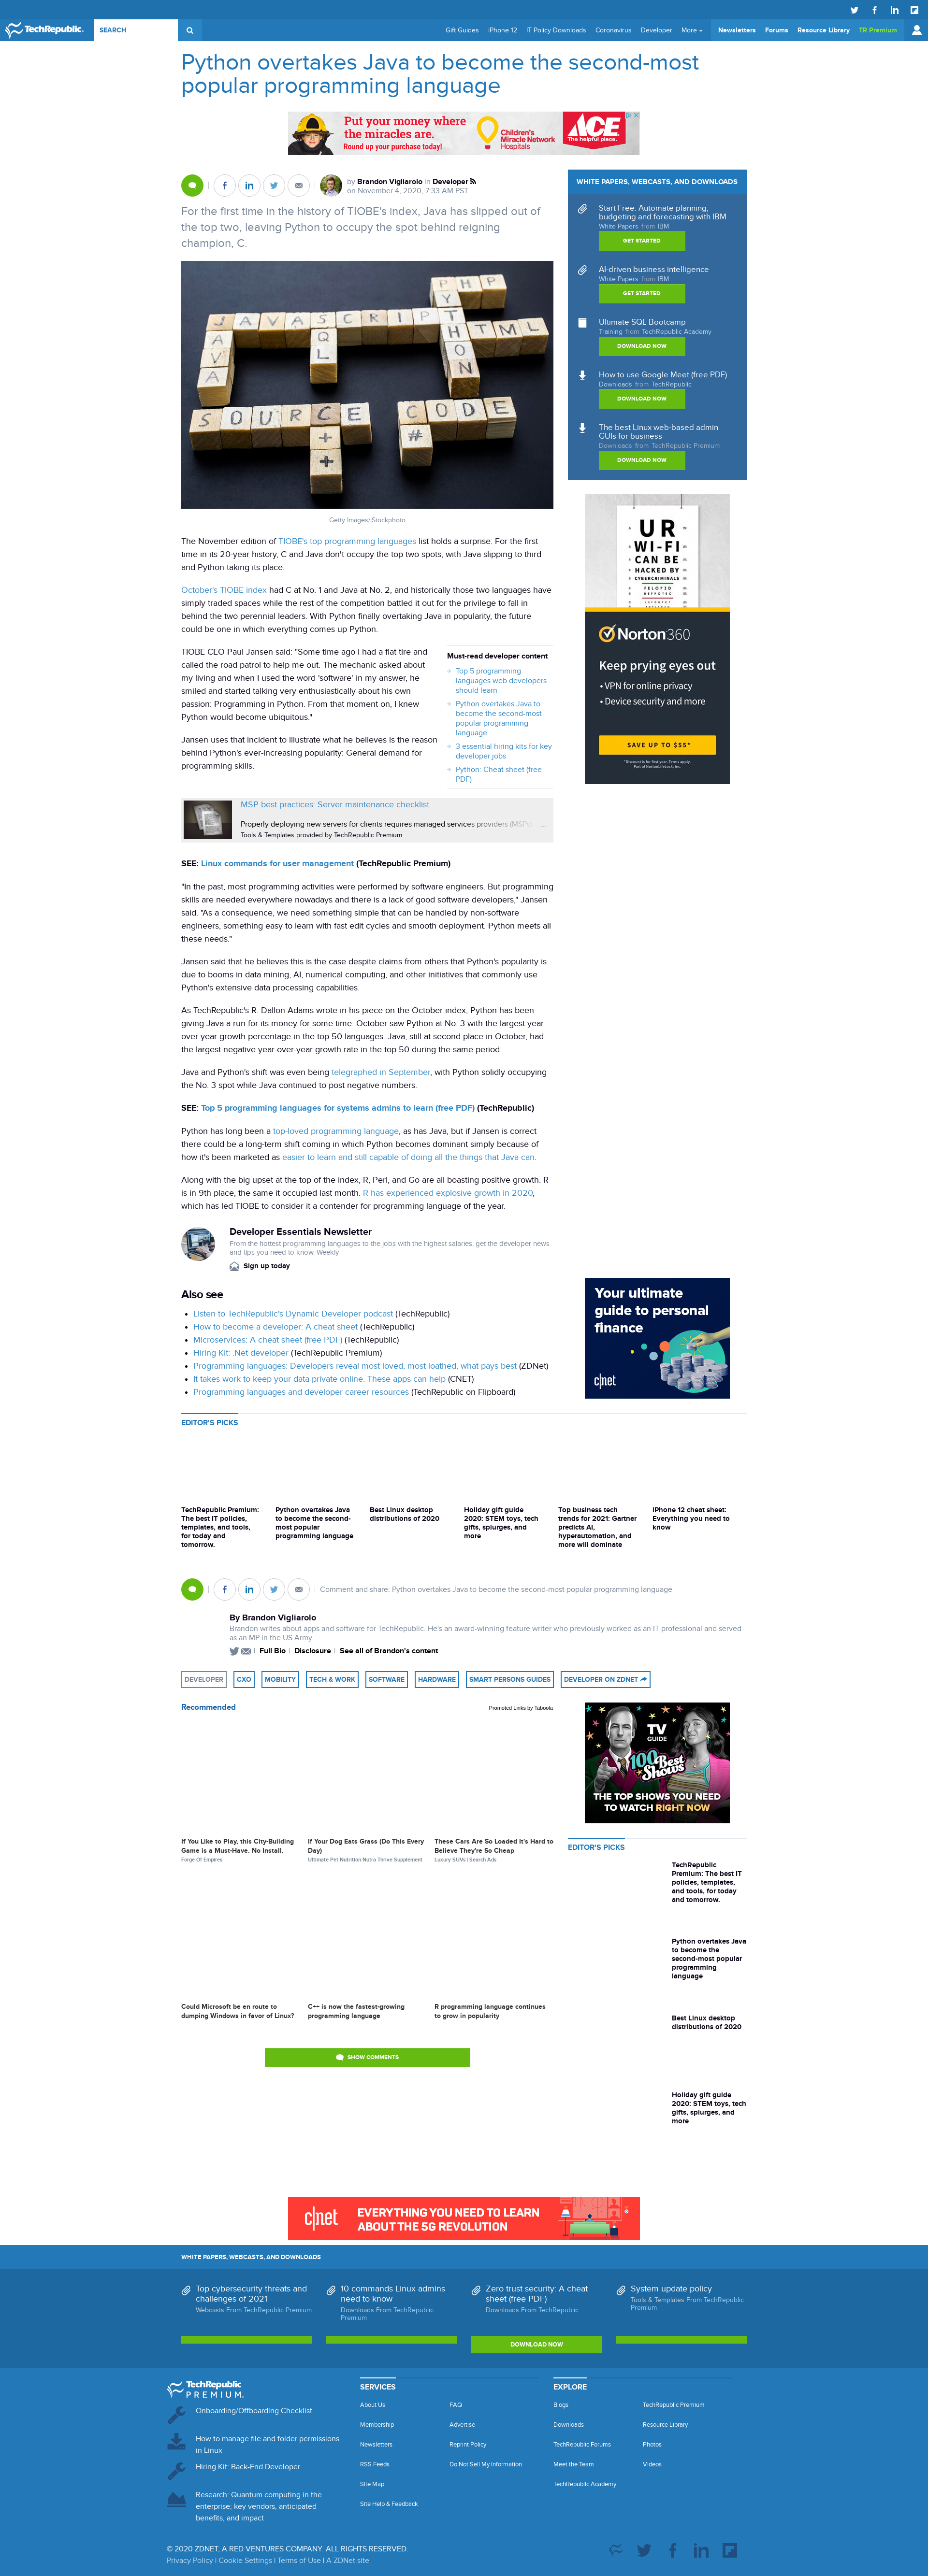 TechRepublic.
SEARCH
Gift Guides
iPhone 12
IT Policy Downloads
Coronavirus
Developer
More
Newsletters
Forums
Resource Library
TR Premium
Python overtakes Java to become the second-most
popular programming language
Put your money where
the miracles are.
Round up your purchase today!
Children's
Miracle Network
Hospitals
ACE
The helpful place.
by Brandon Vigliarolo in Developer
on November 4, 2020, 7:33 AM PST
For the first time in the history of TIOBE's index, Java has slipped out of
the top two, leaving Python to occupy the spot behind reigning
champion, C.
JAVASCRIPT
PHP
PYTHON
HTML
SQL
SOURCE CODE
C++
C#
Getty Images/iStockphoto
The November edition of TIOBE's top programming languages list holds a surprise: For the first
time in its 20-year history, C and Java don't occupy the top two spots, with Java slipping to third
and Python taking its place.
October's TIOBE index had C at No. 1 and Java at No. 2, and historically those two languages have
simply traded spaces while the rest of the competition battled it out for the privilege to fall in
behind the two perennial leaders. With Python finally overtaking Java in popularity, the future
could be one in which everything comes up Python.
TIOBE CEO Paul Jansen said: "Some time ago I had a flat tire and
called the road patrol to help me out. The mechanic asked about
my living and when I used the word 'software' in my answer, he
smiled and started talking very enthusiastically about his own
passion: Programming in Python. From that moment on, I knew
Python would become ubiquitous."
Jansen uses that incident to illustrate what he believes is the reason
behind Python's ever-increasing popularity: General demand for
programming skills.
Must-read developer content
Top 5 programming
languages web developers
should learn
Python overtakes Java to
become the second-most
popular programming
language
3 essential hiring kits for key
developer jobs
Python: Cheat sheet (free
PDF)
MSP best practices: Server maintenance checklist
Properly deploying new servers for clients requires managed services providers (MSPs) ...
Tools & Templates provided by TechRepublic Premium
SEE: Linux commands for user management (TechRepublic Premium)
"In the past, most programming activities were performed by software engineers. But programming
skills are needed everywhere nowadays and there is a lack of good software developers," Jansen
said. "As a consequence, we need something simple that can be handled by non-software
engineers, something easy to learn with fast edit cycles and smooth deployment. Python meets all
these needs."
Jansen said that he believes this is the case despite claims from others that Python's popularity is
due to booms in data mining, AI, numerical computing, and other initiatives that commonly use
Python's extensive data processing capabilities.
As TechRepublic's R. Dallon Adams wrote in his piece on the October index, Python has been
giving Java a run for its money for some time. October saw Python at No. 3 with the largest year-
over-year growth percentage in the top 50 languages. Java, still at second place in October, had
the largest negative year-over-year growth rate in the top 50 during the same period.
Java and Python's shift was even being telegraphed in September, with Python solidly occupying
the No. 3 spot while Java continued to post negative numbers.
SEE: Top 5 programming languages for systems admins to learn (free PDF) (TechRepublic)
Python has long been a top-loved programming language, as has Java, but if Jansen is correct
there could be a long-term shift coming in which Python becomes dominant simply because of
how it's been marketed as easier to learn and still capable of doing all the things that Java can.
Along with the big upset at the top of the index, R, Perl, and Go are all boasting positive growth. R
is in 9th place, the same it occupied last month. R has experienced explosive growth in 2020,
which has led TIOBE to consider it a contender for programming language of the year.
Developer Essentials Newsletter
From the hottest programming languages to the jobs with the highest salaries, get the developer news
and tips you need to know. Weekly
Sign up today
Also see
Listen to TechRepublic's Dynamic Developer podcast (TechRepublic)
How to become a developer: A cheat sheet (TechRepublic)
Microservices: A cheat sheet (free PDF) (TechRepublic)
Hiring Kit: .Net developer (TechRepublic Premium)
Programming languages: Developers reveal most loved, most loathed, what pays best (ZDNet)
It takes work to keep your data private online. These apps can help (CNET)
Programming languages and developer career resources (TechRepublic on Flipboard)
WHITE PAPERS, WEBCASTS, AND DOWNLOADS
Start Free: Automate planning,
budgeting and forecasting with IBM
White Papers from IBM
GET STARTED
AI-driven business intelligence
White Papers from IBM
GET STARTED
Ultimate SQL Bootcamp
Training from TechRepublic Academy
DOWNLOAD NOW
How to use Google Meet (free PDF)
Downloads from TechRepublic
DOWNLOAD NOW
The best Linux web-based admin
GUIs for business
Downloads from TechRepublic Premium
DOWNLOAD NOW
UR
WI-FI
CAN BE
HACKED BY
CYBERCRIMINALS
Norton360
Keep prying eyes out
• VPN for online privacy
• Device security and more
SAVE UP TO $55*
*Discount is for first year. Terms apply.
Part of NortonLifeLock, Inc.
Your ultimate
guide to personal
finance
c|net
EDITOR'S PICKS
TechRepublic Premium:
The best IT policies,
templates, and tools,
for today and
tomorrow.
Python overtakes Java
to become the second-
most popular
programming language
Best Linux desktop
distributions of 2020
Holiday gift guide
2020: STEM toys, tech
gifts, splurges, and
more
Top business tech
trends for 2021: Gartner
predicts AI,
hyperautomation, and
more will dominate
iPhone 12 cheat sheet:
Everything you need to
know
Comment and share: Python overtakes Java to become the second-most popular programming language
By Brandon Vigliarolo
Brandon writes about apps and software for TechRepublic. He's an award-winning feature writer who previously worked as an IT professional and served
as an MP in the US Army.
Full Bio
Disclosure
See all of Brandon's content
DEVELOPER
CXO
MOBILITY
TECH & WORK
SOFTWARE
HARDWARE
SMART PERSONS GUIDES
DEVELOPER ON ZDNET
Recommended
Promoted Links by Taboola
If You Like to Play, this City-Building
Game is a Must-Have. No Install.
Forge Of Empires
If Your Dog Eats Grass (Do This Every
Day)
Ultimate Pet Nutrition Nutra Thrive Supplement
These Cars Are So Loaded It's Hard to
Believe They're So Cheap
Luxury SUVs | Search Ads
Could Microsoft be en route to
dumping Windows in favor of Linux?
C++ is now the fastest-growing
programming language
R programming language continues
to grow in popularity
SHOW COMMENTS
TV
GUIDE
100 Best
Shows
THE TOP SHOWS YOU NEED
TO WATCH RIGHT NOW
EDITOR'S PICKS
TechRepublic
Premium: The best IT
policies, templates,
and tools, for today
and tomorrow.
Python overtakes Java
to become the
second-most popular
programming
language
Best Linux desktop
distributions of 2020
Holiday gift guide
2020: STEM toys, tech
gifts, splurges, and
more
c|net
EVERYTHING YOU NEED TO LEARN
ABOUT THE 5G REVOLUTION
WHITE PAPERS, WEBCASTS, AND DOWNLOADS
Top cybersecurity threats and
challenges of 2021
Webcasts From TechRepublic Premium
10 commands Linux admins
need to know
Downloads From TechRepublic
Premium
Zero trust security: A cheat
sheet (free PDF)
Downloads From TechRepublic
DOWNLOAD NOW
System update policy
Tools & Templates From TechRepublic
Premium
TechRepublic
PREMIUM.
Onboarding/Offboarding Checklist
How to manage file and folder permissions
in Linux
Hiring Kit: Back-End Developer
Research: Quantum computing in the
enterprise; key vendors, anticipated
benefits, and impact
SERVICES
About Us
FAQ
Membership
Advertise
Newsletters
Reprint Policy
RSS Feeds
Do Not Sell My Information
Site Map
Site Help & Feedback
EXPLORE
Blogs
TechRepublic Premium
Downloads
Resource Library
TechRepublic Forums
Photos
Meet the Team
Videos
TechRepublic Academy
© 2020 ZDNET, A RED VENTURES COMPANY. ALL RIGHTS RESERVED.
Privacy Policy | Cookie Settings | Terms of Use | A ZDNet site